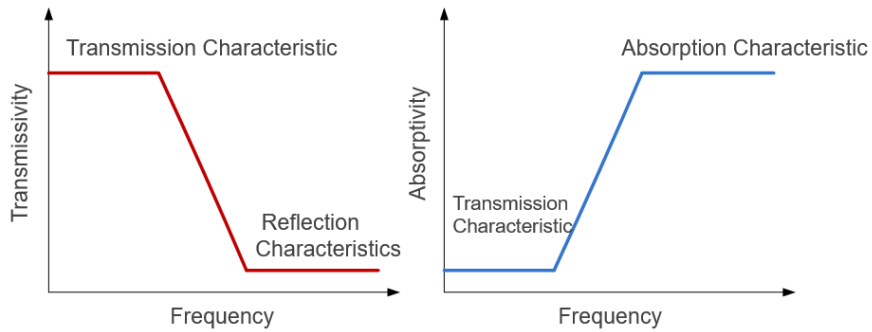 Transmission Characteristic
Transmissivity
Reflection
Characteristics
Frequency
Absorption Characteristic
Absorptivity
Transmission
Characteristic
Frequency